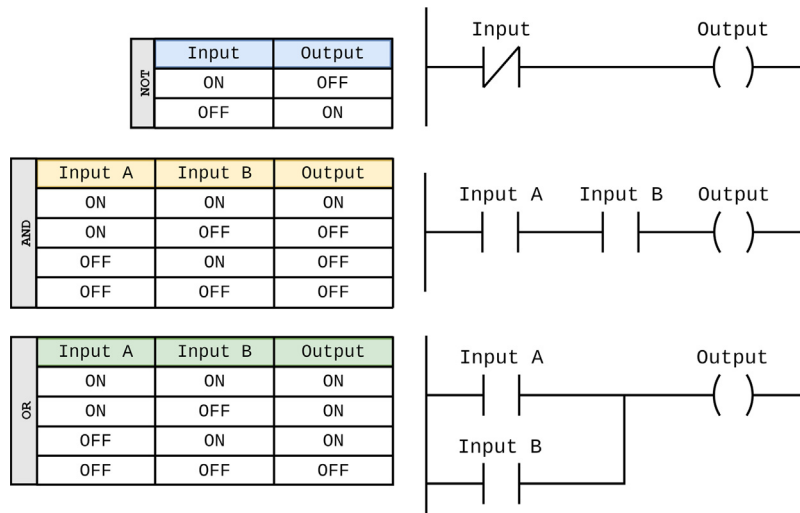 NOT
Input Output
ON OFF
OFF ON
Input Output
AND
Input A Input B Output
ON ON ON
ON OFF OFF
OFF ON OFF
OFF OFF OFF
Input A Input B Output
OR
Input A Input B Output
ON ON ON
ON OFF ON
OFF ON ON
OFF OFF OFF
Input A Output
Input B